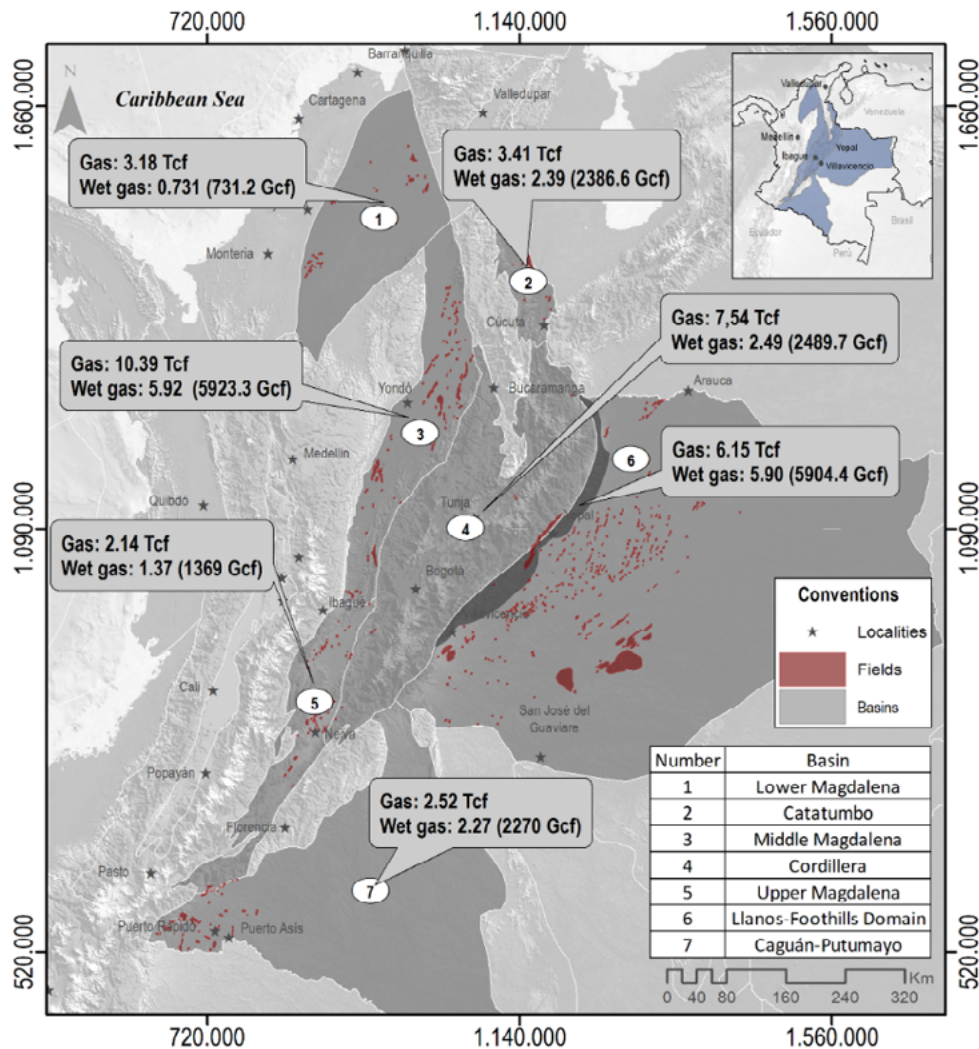 720.000 1.140.000 1.560.000
N
Caribbean Sea
Barranquilla
Cartagena
Valledupar
1.660.000
1.660.000
Valledupar
Venezuela
Medellin
Yopal
Ibague
Villavicencio
Brasil
Ecuador
Perú
Gas: 3.18 Tcf
Wet gas: 0.731 (731.2 Gcf)
Gas: 3.41 Tcf
Wet gas: 2.39 (2386.6 Gcf)
1
Montería
2
Cúcuta
Gas: 7,54 Tcf
Wet gas: 2.49 (2489.7 Gcf)
Gas: 10.39 Tcf
Wet gas: 5.92 (5923.3 Gcf)
Yondó
Bucaramanga
Arauca
3
6
Gas: 6.15 Tcf
Wet gas: 5.90 (5904.4 Gcf)
Medellin
Quibdo
Tunja
4
1.090.000
1.090.000
Gas: 2.14 Tcf
Wet gas: 1.37 (1369 Gcf)
Bogotá
Ibagué
Conventions
Localities
Fields
Basins
Cali
5
Neiva
San José del
Guaviare
Popayán
Gas: 2.52 Tcf
Wet gas: 2.27 (2270 Gcf)
Florencia
Pasto
7
Puerto Rápido
Puerto Asís
Number Basin
1 Lower Magdalena
2 Catatumbo
3 Middle Magdalena
4 Cordillera
5 Upper Magdalena
6 Llanos-Foothills Domain
7 Caguán-Putumayo
520.000
520.000
Km
0 40 80 160 240 320
720.000 1.140.000 1.560.000